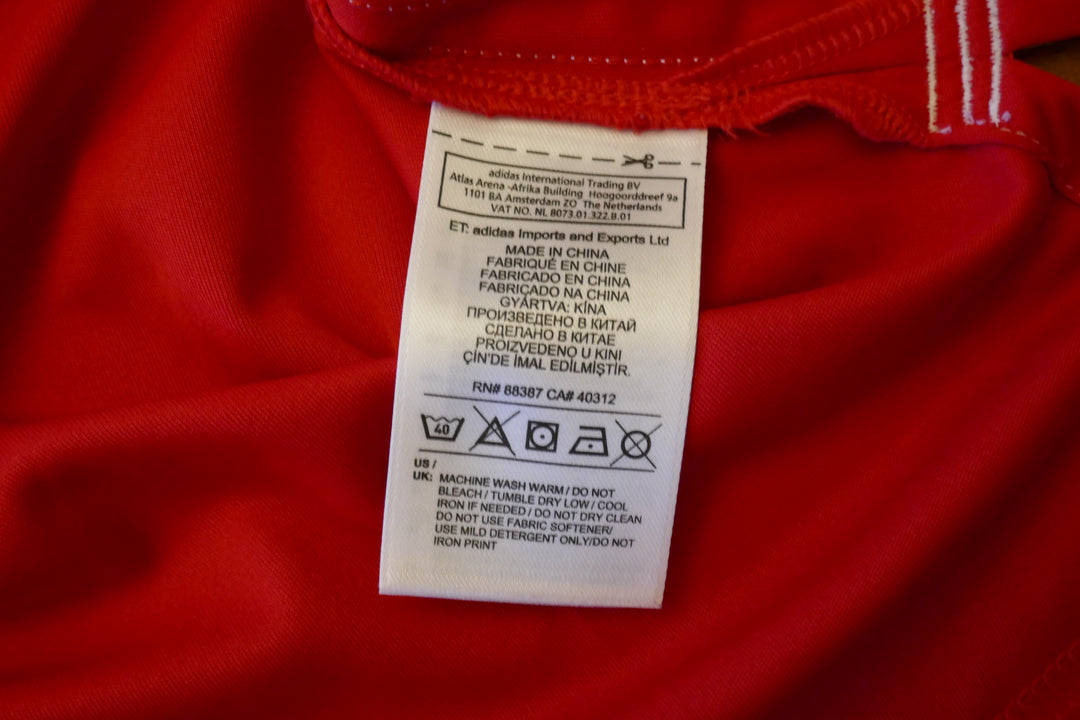 adidas International Trading BV
Atlas Arena -Afrika Building Hoogoorddreef 9a
1101 BA Amsterdam ZO The Netherlands
VAT NO. NL 8073.01.322.B.01
ET: adidas Imports and Exports Ltd
MADE IN CHINA
FABRIQUÉ EN CHINE
FABRICADO EN CHINA
FABRICADO NA CHINA
GYÁRTVA: KÍNA
ПРОИЗВЕДЕНО В КИТАЙ
СДЕЛАНО В КИТАЕ
PROIZVEDENO U KINI
ÇİN'DE İMAL EDİLMİŞTİR.
RN# 88387 CA# 40312
40
US /
UK: MACHINE WASH WARM / DO NOT
BLEACH / TUMBLE DRY LOW / COOL
IRON IF NEEDED / DO NOT DRY CLEAN
DO NOT USE FABRIC SOFTENER/
USE MILD DETERGENT ONLY/DO NOT
IRON PRINT